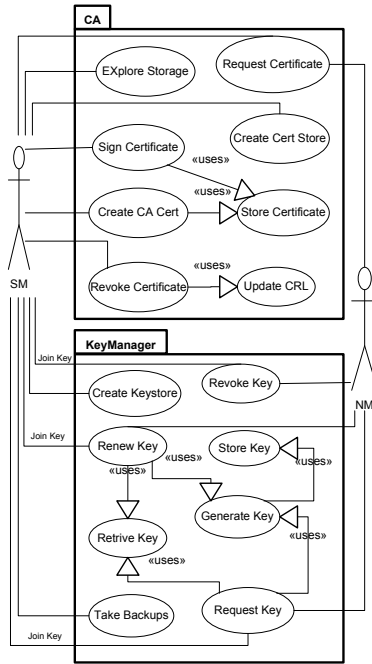 CA
Request Certificate
EXplore Storage
Create Cert Store
Sign Certificate
«uses»
«uses»
Create CA Cert
Store Certificate
«uses»
Revoke Certificate
Update CRL
SM
KeyManager
Join Key
Revoke Key
Create Keystore
NM
Join Key
Renew Key
Store Key
«uses»
«uses»
«uses»
Generate Key
Retrive Key
«uses»
«uses»
Take Backups
Request Key
Join Key